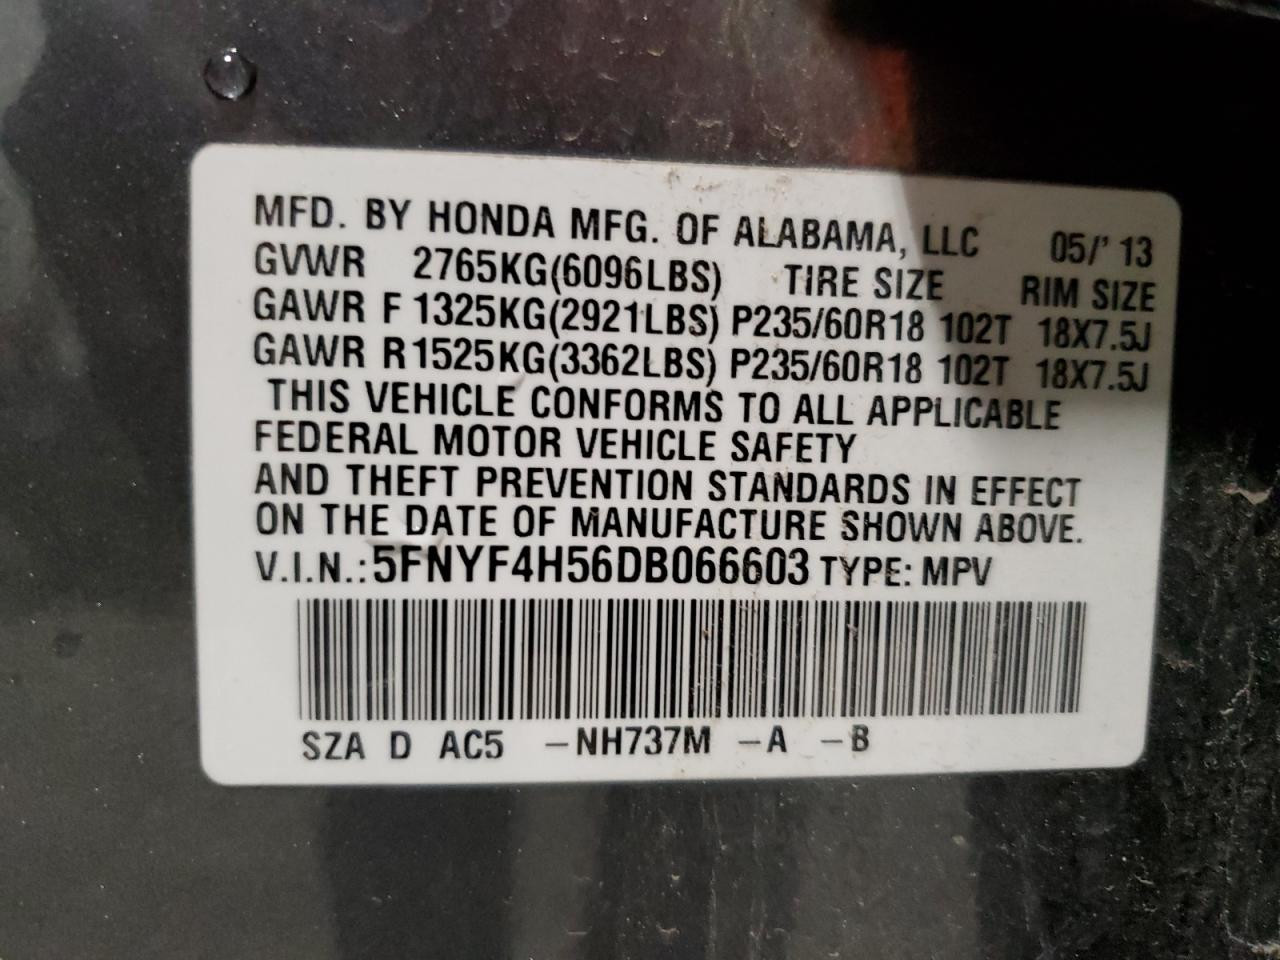 MFD. BY HONDA MFG. OF ALABAMA, LLC 05/' 13
GVWR 2765KG(6096LBS) TIRE SIZE RIM SIZE
GAWR F 1325KG(2921LBS) P235/60R18 102T 18X7.5J
GAWR R 1525KG(3362LBS) P235/60R18 102T 18X7.5J
THIS VEHICLE CONFORMS TO ALL APPLICABLE
FEDERAL MOTOR VEHICLE SAFETY
AND THEFT PREVENTION STANDARDS IN EFFECT
ON THE DATE OF MANUFACTURE SHOWN ABOVE.
V.I.N.: 5FNYF4H56DB066603 TYPE: MPV
SZA D AC5 -NH737M -A -B